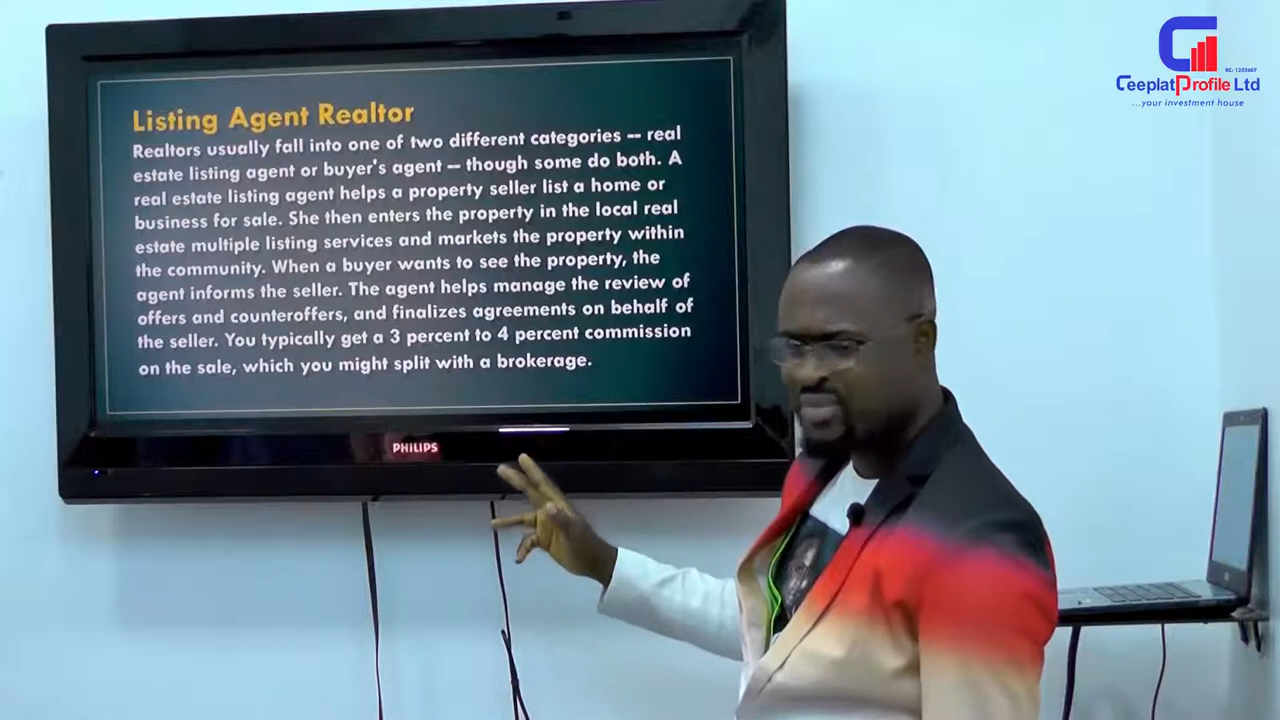 Listing Agent Realtor
Realtors usually fall into one of two different categories -- real
estate listing agent or buyer's agent -- though some do both. A
real estate listing agent helps a property seller list a home or
business for sale. She then enters the property in the local real
estate multiple listing services and markets the property within
the community. When a buyer wants to see the property, the
agent informs the seller. The agent helps manage the review of
offers and counteroffers, and finalizes agreements on behalf of
the seller. You typically get a 3 percent to 4 percent commission
on the sale, which you might split with a brokerage.
PHILIPS
RC: 1252607
CeeplatProfile Ltd
...your investment house